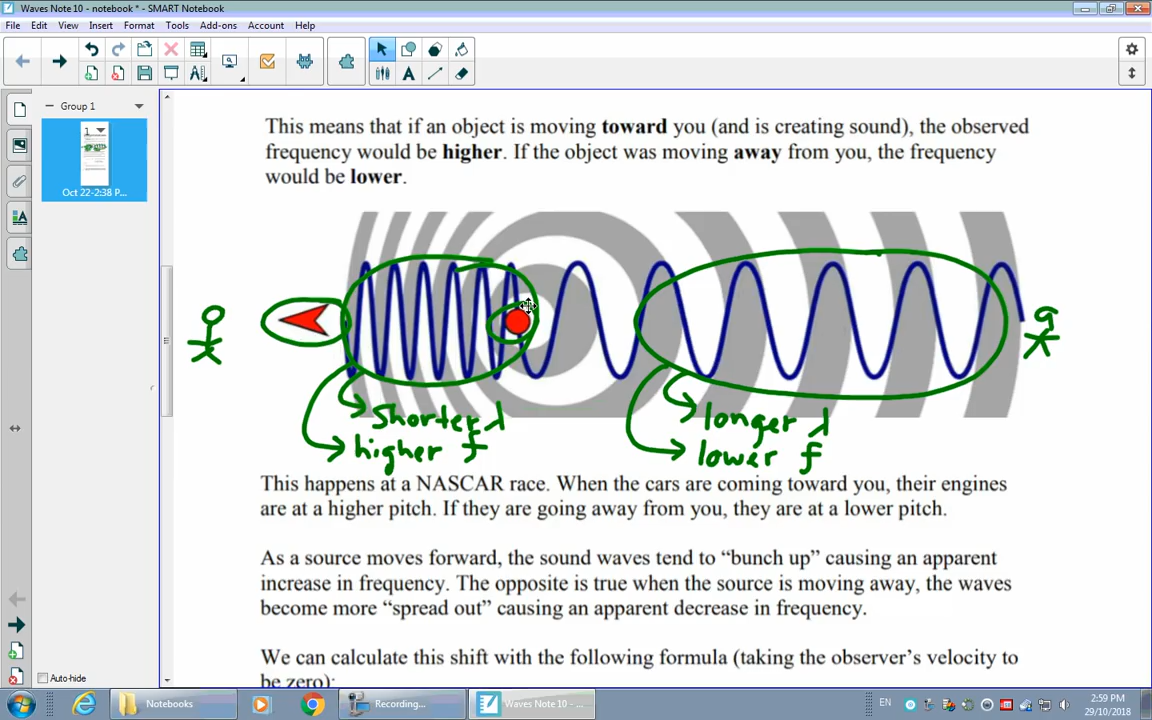 Waves Note 10 - notebook * - SMART Notebook
File Edit View Insert Format Tools Add-ons Account Help
Group 1
1
Oct 22-2:38 P...
This means that if an object is moving toward you (and is creating sound), the observed
frequency would be higher. If the object was moving away from you, the frequency
would be lower.
shorter λ
higher f
longer λ
lower f
This happens at a NASCAR race. When the cars are coming toward you, their engines
are at a higher pitch. If they are going away from you, they are at a lower pitch.
As a source moves forward, the sound waves tend to “bunch up” causing an apparent
increase in frequency. The opposite is true when the source is moving away, the waves
become more “spread out” causing an apparent decrease in frequency.
We can calculate this shift with the following formula (taking the observer’s velocity to
be zero):
Auto-hide
Notebooks
Recording...
Waves Note 10 - ...
EN
2:59 PM
29/10/2018